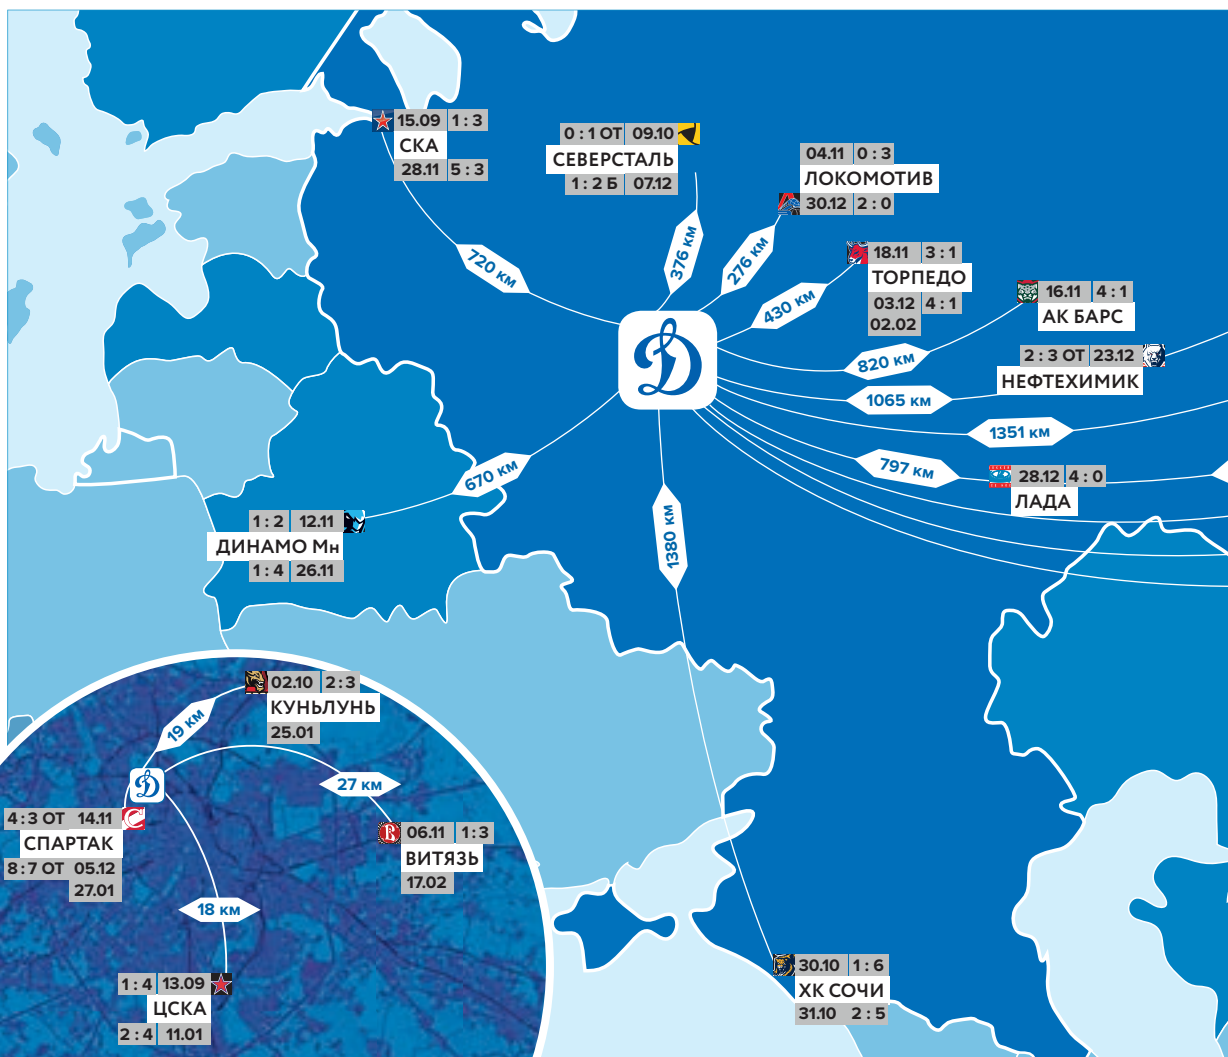 15.09 1 : 3
СКА
28.11 5 : 3
0 : 1 ОТ 09.10
СЕВЕРСТАЛЬ
1 : 2 Б 07.12
04.11 0 : 3
ЛОКОМОТИВ
30.12 2 : 0
18.11 3 : 1
ТОРПЕДО
03.12 4 : 1
02.02
16.11 4 : 1
АК БАРС
2 : 3 ОТ 23.12
НЕФТЕХИМИК
720 км
376 км
276 км
430 км
820 км
1065 км
1351 км
797 км
28.12 4 : 0
ЛАДА
670 км
1380 км
1 : 2 12.11
ДИНАМО Мн
1 : 4 26.11
02.10 2 : 3
КУНЬЛУНЬ
25.01
19 км
27 км
4 : 3 ОТ 14.11
СПАРТАК
8 : 7 ОТ 05.12
27.01
06.11 1 : 3
ВИТЯЗЬ
17.02
18 км
1 : 4 13.09
ЦСКА
2 : 4 11.01
30.10 1 : 6
ХК СОЧИ
31.10 2 : 5